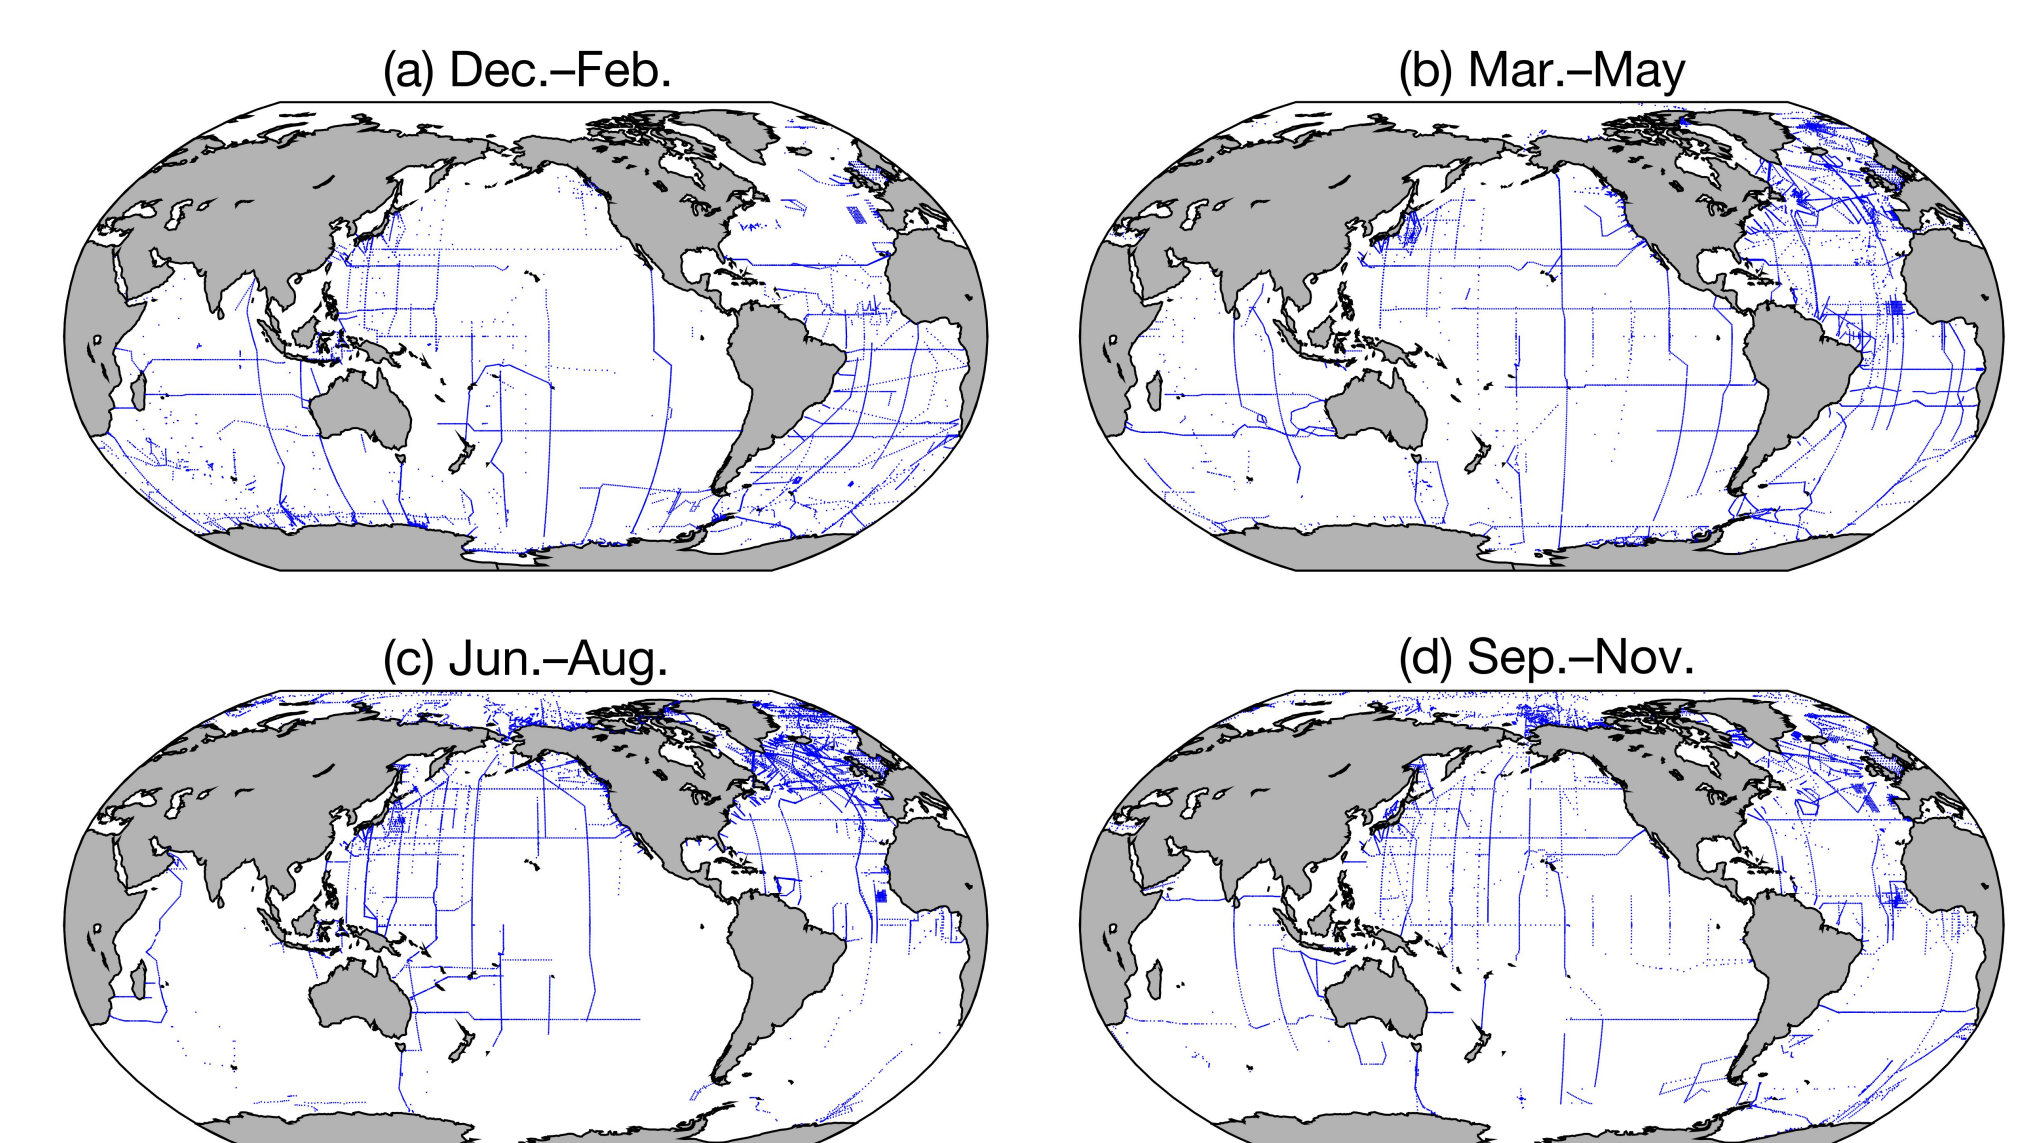 (a) Dec.–Feb.
(b) Mar.–May
(c) Jun.–Aug.
(d) Sep.–Nov.